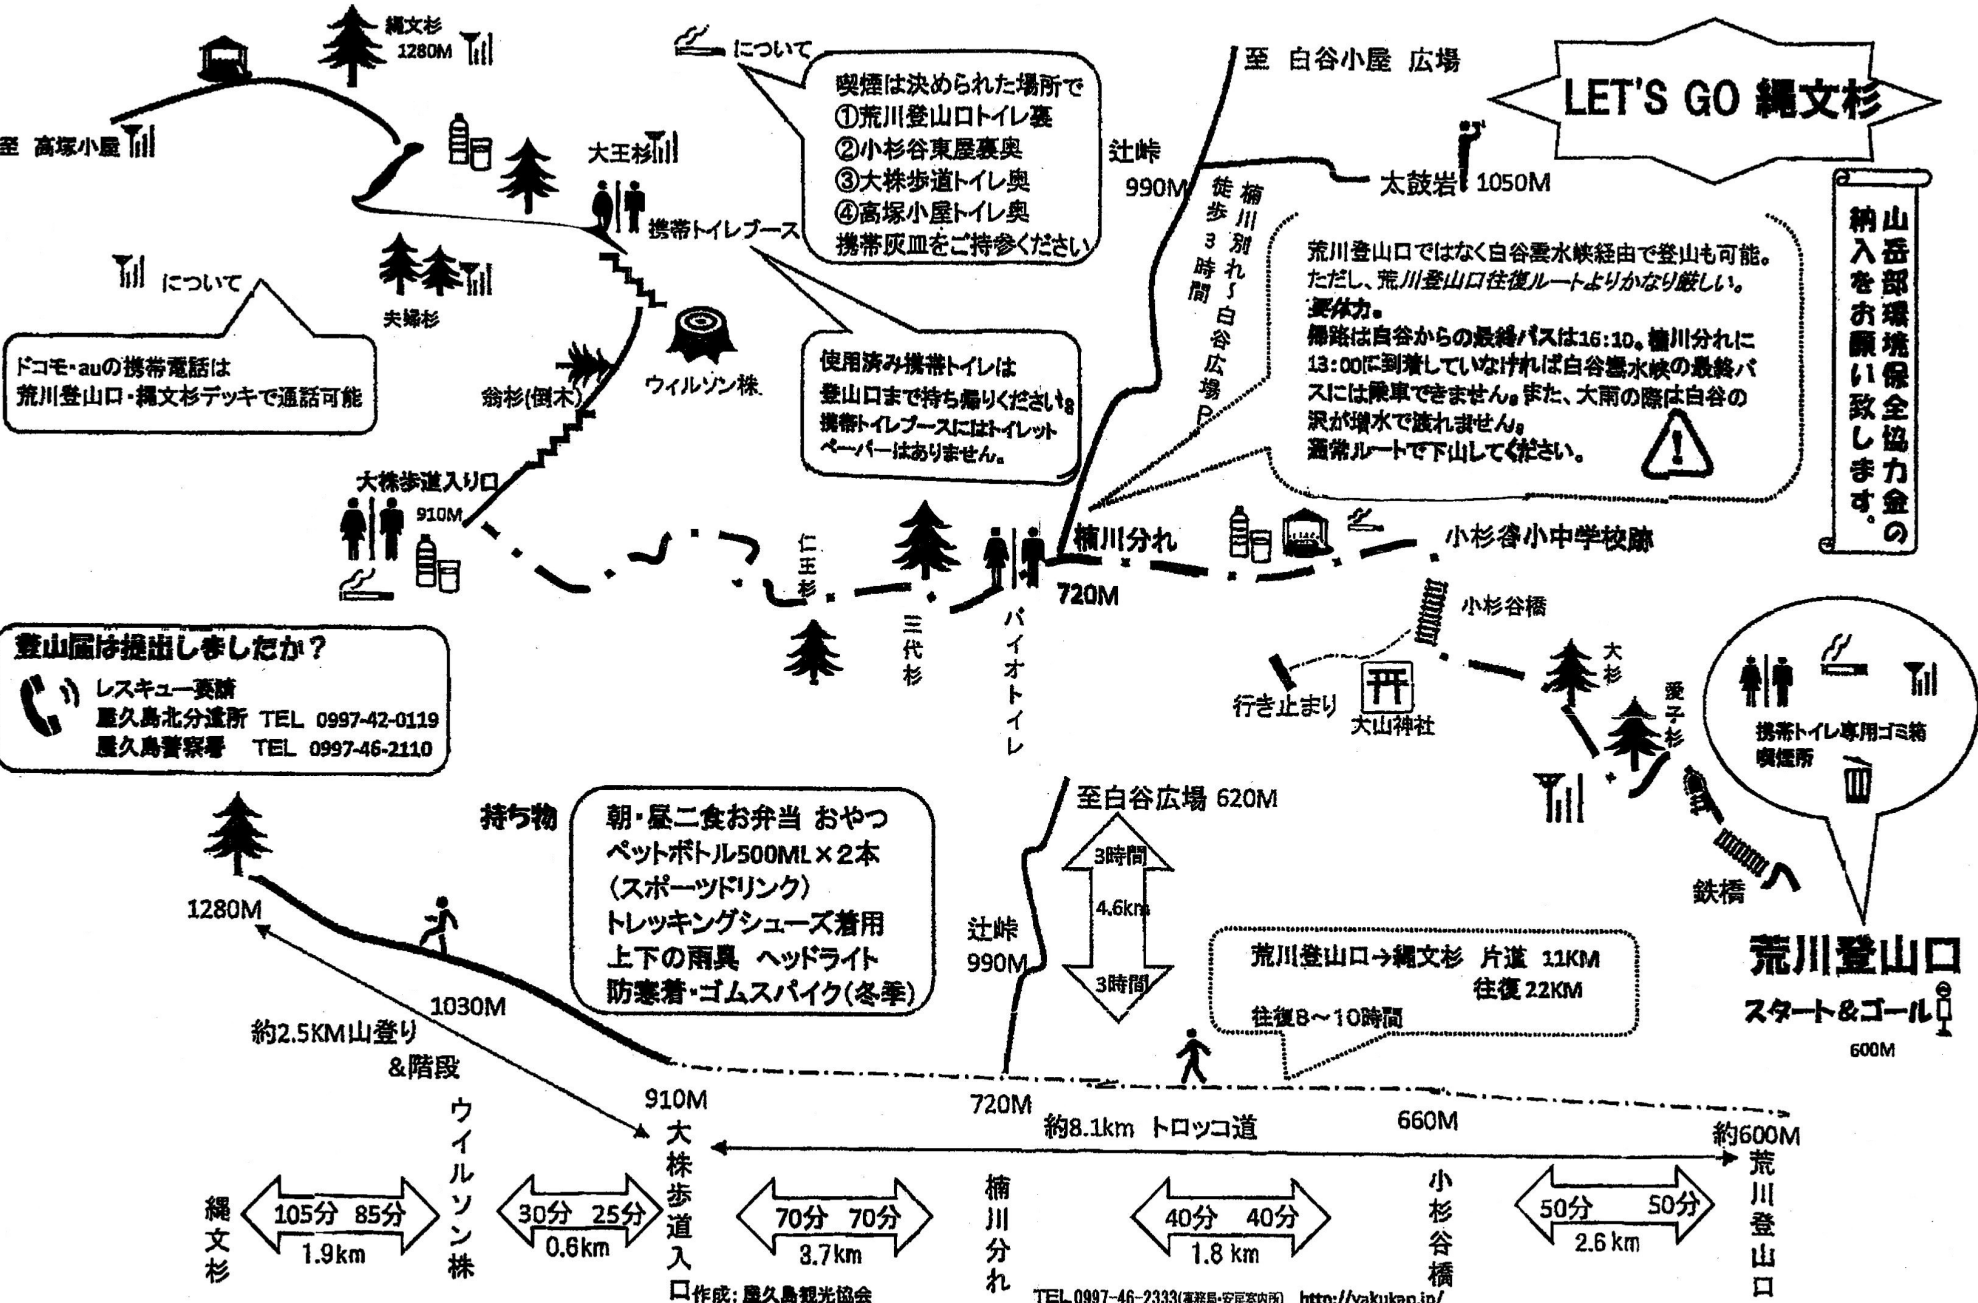 LET'S GO 縄文杉
縄文杉
1280M
至 高塚小屋
大王杉
携帯トイレブース
について
喫煙は決められた場所で
①荒川登山口トイレ裏
②小杉谷東屋裏奥
③大株歩道トイレ奥
④高塚小屋トイレ奥
携帯灰皿をご持参ください
至 白谷小屋 広場
辻峠
990M
太鼓岩
1050M
楠川別れ~白谷広場P
徒歩3時間
荒川登山口ではなく白谷雲水峡経由で登山も可能。
ただし、荒川登山口往復ルートよりかなり厳しい。
要体力。
帰路は白谷からの最終バスは16:10。楠川分れに
13:00に到着していなければ白谷雲水峡の最終バ
スには乗車できません。また、大雨の際は白谷の
沢が増水で渡れません。
通常ルートで下山してください。
山岳部環境保全協力金の
納入をお願い致します。
について
ドコモ・auの携帯電話は
荒川登山口・縄文杉デッキで通話可能
夫婦杉
翁杉(倒木)
ウィルソン株
使用済み携帯トイレは
登山口まで持ち帰りください。
携帯トイレブースにはトイレット
ペーパーはありません。
大株歩道入り口
910M
仁王杉
三代杉
バイオトイレ
楠川分れ
720M
小杉谷小中学校跡
小杉谷橋
行き止まり
大山神社
大杉
愛子杉
鉄橋
携帯トイレ専用ゴミ箱
喫煙所
荒川登山口
スタート&ゴール
600M
登山届は提出しましたか?
レスキュー要請
屋久島北分遣所 TEL 0997-42-0119
屋久島警察署 TEL 0997-46-2110
持ち物
朝・昼二食お弁当 おやつ
ペットボトル500ML×2本
(スポーツドリンク)
トレッキングシューズ着用
上下の雨具 ヘッドライト
防寒着・ゴムスパイク(冬季)
至白谷広場 620M
3時間
4.6km
3時間
辻峠
990M
荒川登山口→縄文杉 片道 11KM
往復22KM
往復8~10時間
1280M
1030M
約2.5KM山登り
&階段
910M
720M
約8.1km トロッコ道
660M
約600M
縄文杉
105分 85分
1.9km
ウイルソン株
30分 25分
0.6km
大株歩道入口
70分 70分
3.7km
楠川分れ
40分 40分
1.8 km
小杉谷橋
50分 50分
2.6 km
荒川登山口
作成:屋久島観光協会
TEL 0997-46-2333(事務局・安房案内所) http://yakukan.jp/